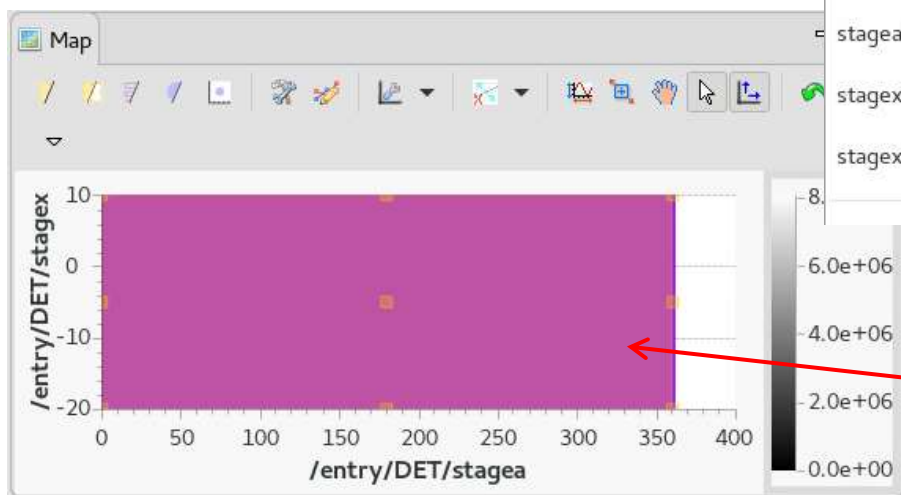 Map
stagea
stagex
stagex
/entry/DET/stagex
10
0
-10
-20
0 50 100 150 200 250 300 350 400
/entry/DET/stagea
8.
6.0e+06
4.0e+06
2.0e+06
0.0e+00